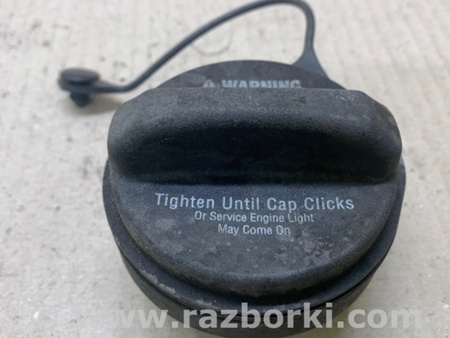 ⚠ WARNING
Tighten Until Cap Clicks
Or Service Engine Light
May Come On
www.razborki.com